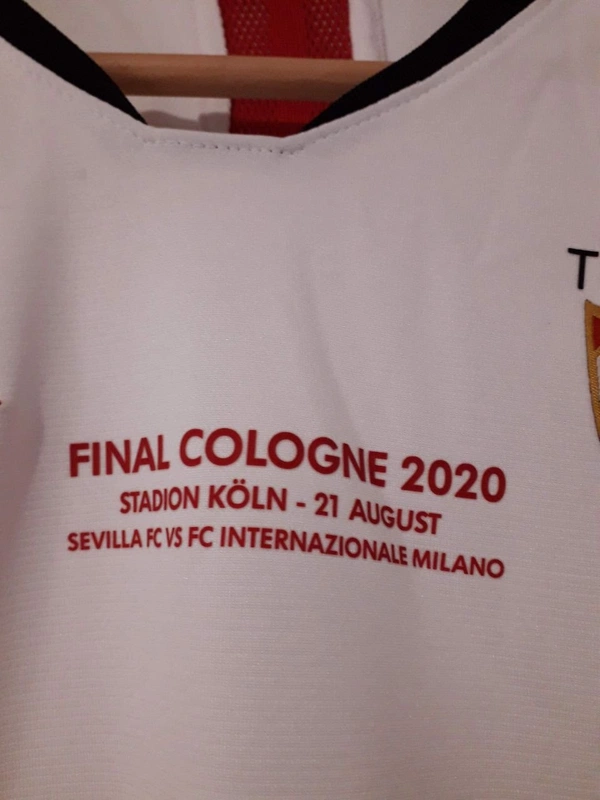 T
FINAL COLOGNE 2020
STADION KÖLN - 21 AUGUST
SEVILLA FC VS FC INTERNAZIONALE MILANO